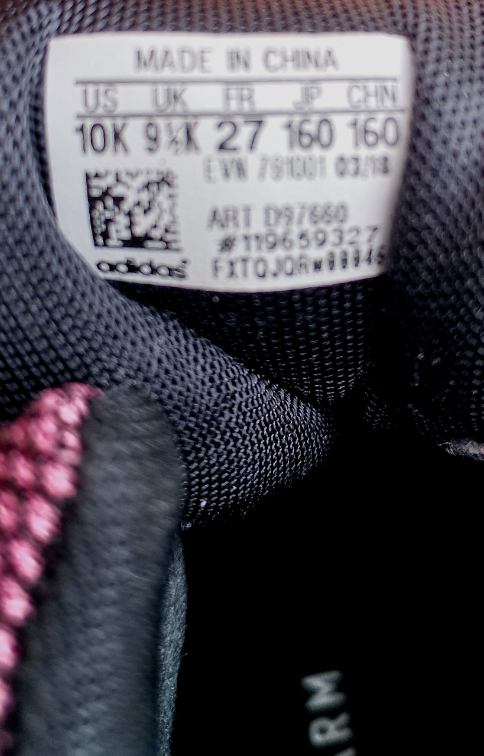 MADE IN CHINA
US UK FR JP CHN
10K 9½K 27 160 160
EVN 791001 03/18
ART D97660
#119659327
adidas